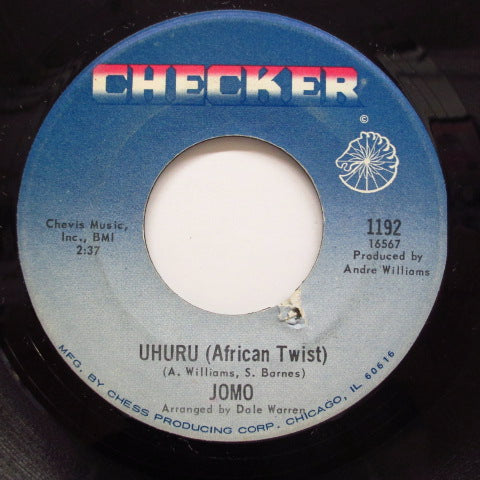 CHECKER
©
Chevis Music,
Inc., BMI
2:37
1192
16567
Produced by
Andre Williams
UHURU (African Twist)
(A. Williams, S. Barnes)
JOMO
Arranged by Dale Warren
MFG. BY CHESS PRODUCING CORP. CHICAGO, IL 60616